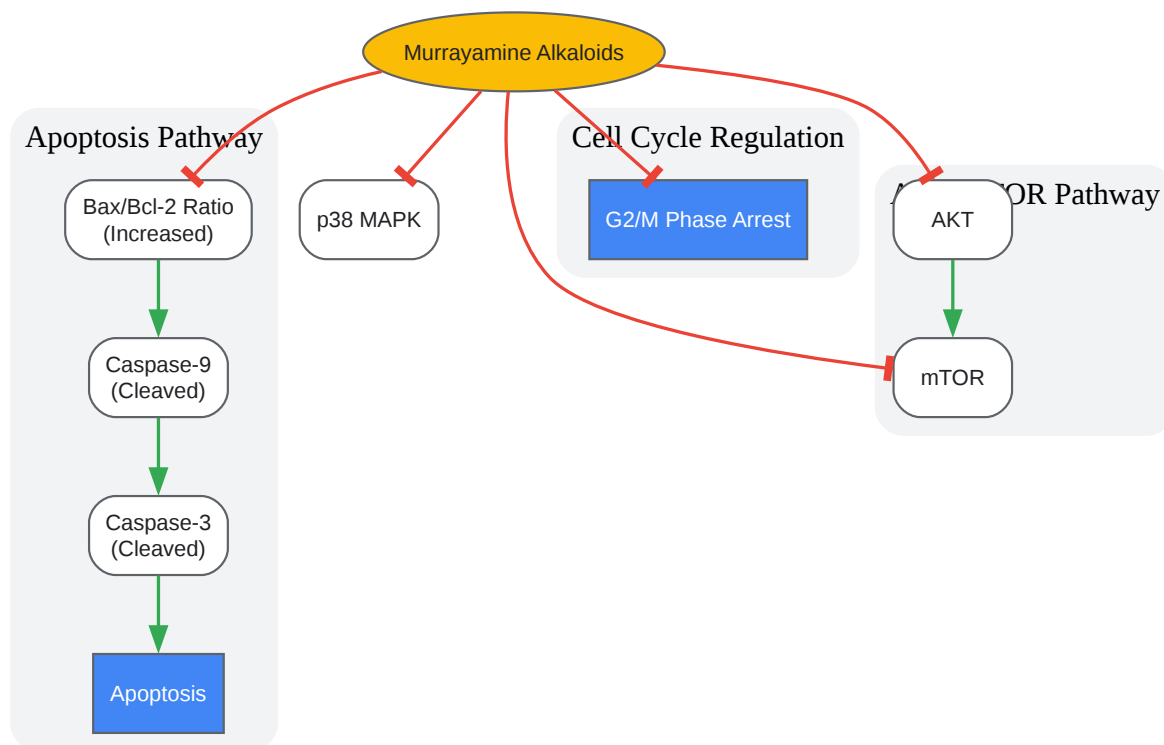 Murrayamine Alkaloids
Apoptosis Pathway
Cell Cycle Regulation
Pathway
Bax/Bcl-2 Ratio
(Increased)
p38 MAPK
G2/M Phase Arrest
AKT
Caspase-9
(Cleaved)
mTOR
Caspase-3
(Cleaved)
Apoptosis